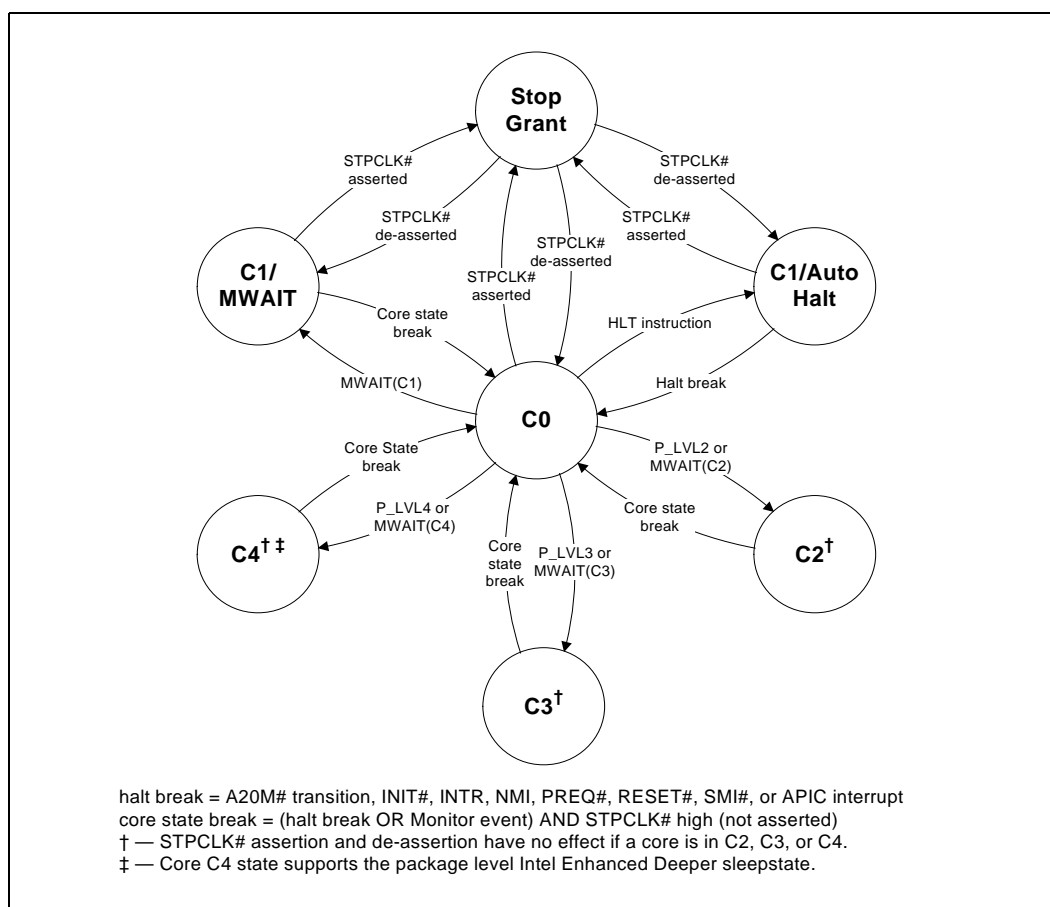 Stop
Grant
STPCLK#
asserted
STPCLK#
de-asserted
STPCLK#
de-asserted
STPCLK#
asserted
STPCLK#
asserted
STPCLK#
de-asserted
C1/
MWAIT
C1/Auto
Halt
Core state
break
HLT instruction
MWAIT(C1)
Halt break
C0
Core State
break
P_LVL2 or
MWAIT(C2)
P_LVL4 or
MWAIT(C4)
Core state
break
Core
state
break
P_LVL3 or
MWAIT(C3)
C4† ‡
C2†
C3†
halt break = A20M# transition, INIT#, INTR, NMI, PREQ#, RESET#, SMI#, or APIC interrupt
core state break = (halt break OR Monitor event) AND STPCLK# high (not asserted)
† — STPCLK# assertion and de-assertion have no effect if a core is in C2, C3, or C4.
‡ — Core C4 state supports the package level Intel Enhanced Deeper sleepstate.